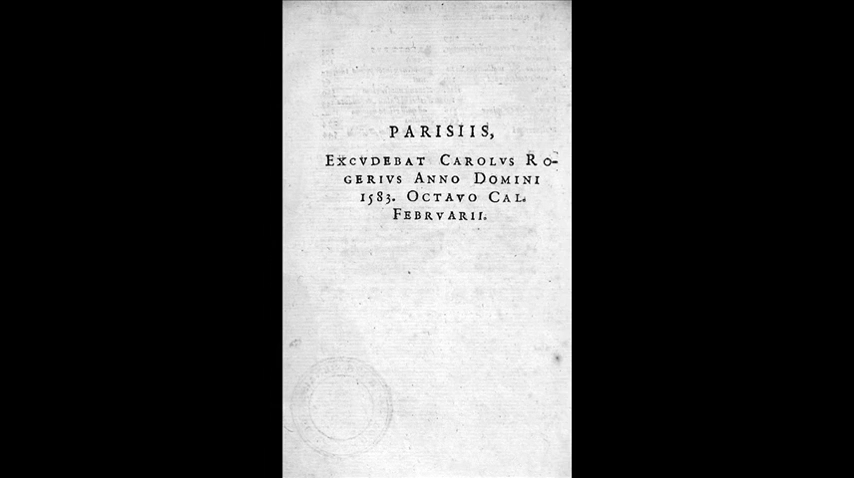 PARISIIS,
EXCVDEBAT CAROLVS RO-
GERIVS ANNO DOMINI
1583. OCTAVO CAL.
FEBRVARII.